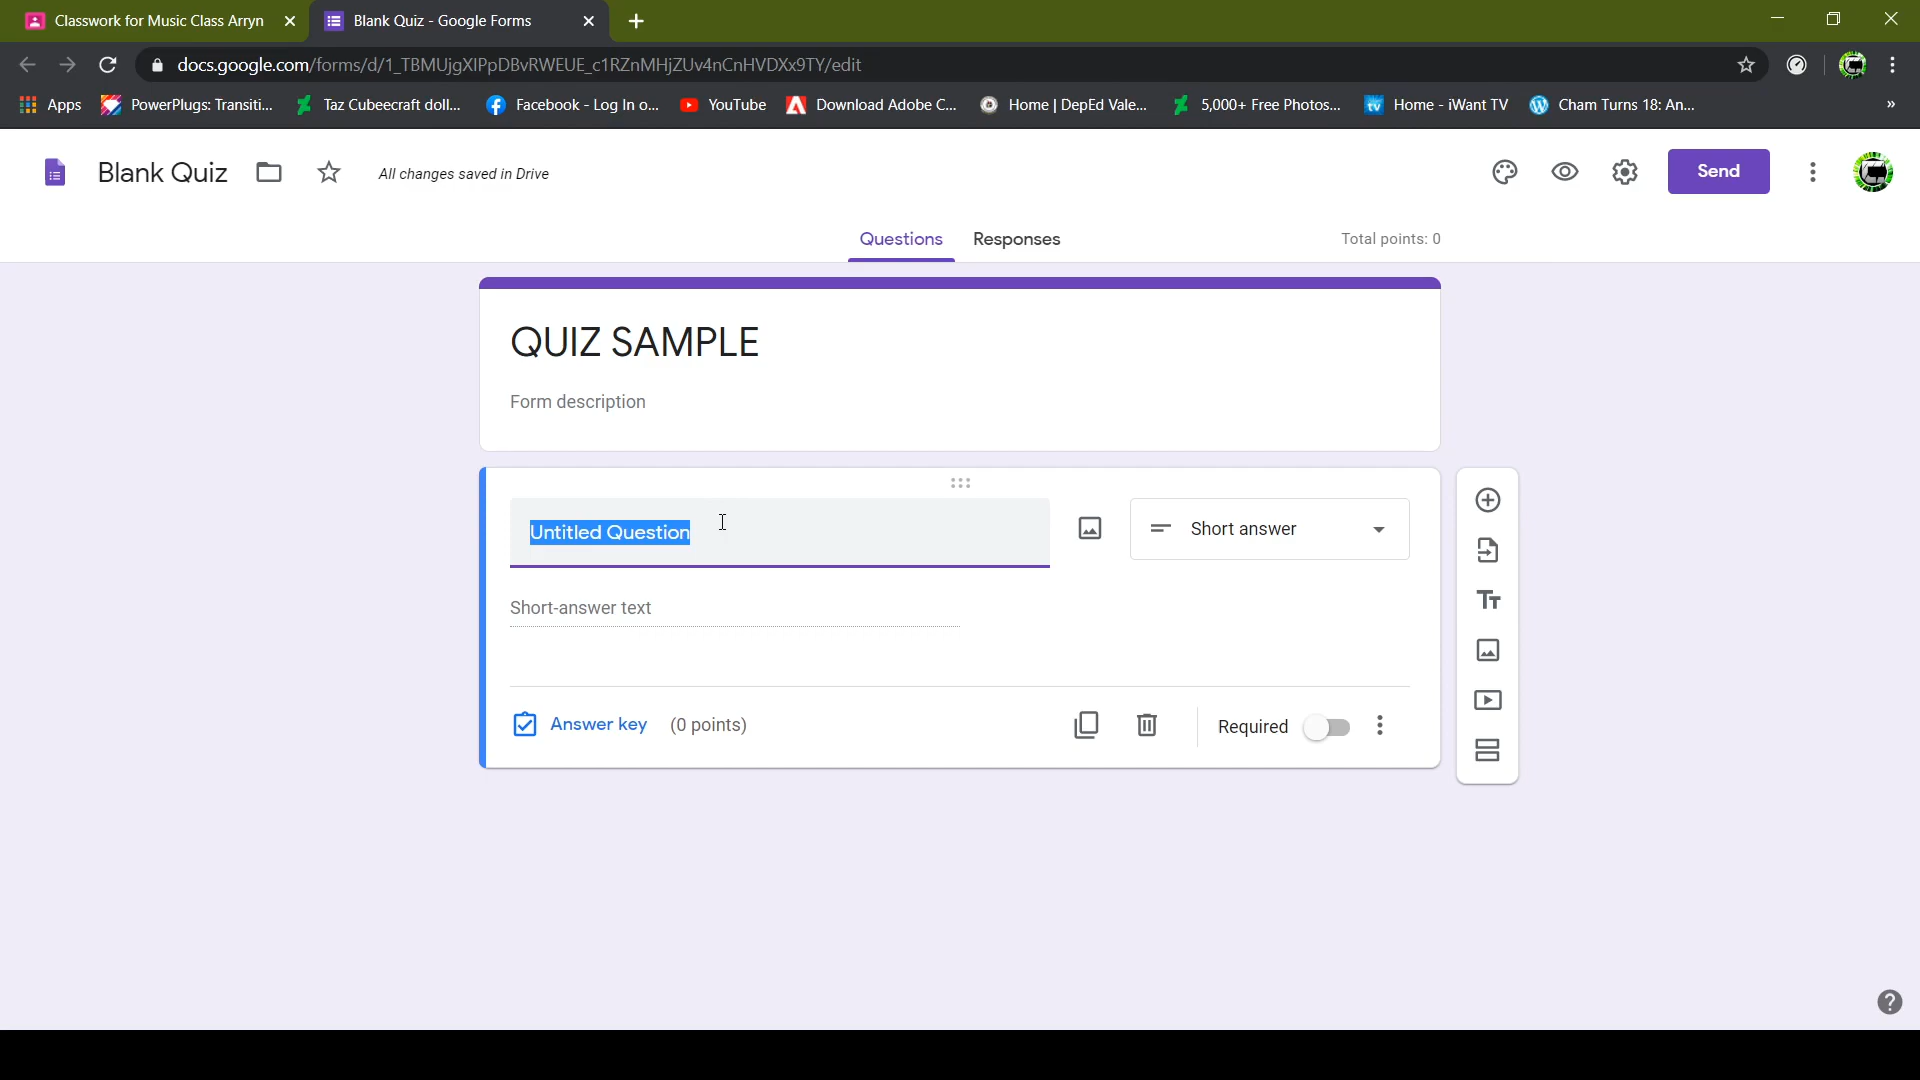 Classwork for Music Class Arryn
Blank Quiz - Google Forms
docs.google.com/forms/d/1_TBMUjgXIPpDBvRWEUE_c1RZnMHjZUv4nCnHVDXx9TY/edit
Apps
PowerPlugs: Transiti...
Taz Cubeecraft doll...
Facebook - Log In o...
YouTube
Download Adobe C...
Home | DepEd Vale...
5,000+ Free Photos...
tv
Home - iWant TV
Cham Turns 18: An...
»
Blank Quiz
All changes saved in Drive
Send
Questions
Responses
Total points: 0
QUIZ SAMPLE
Form description
Untitled Question
Short answer
Short-answer text
Answer key
(0 points)
Required